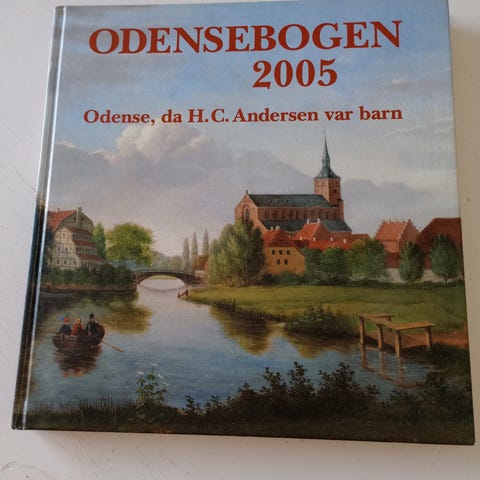 ODENSEBOGEN
2005
Odense, da H.C. Andersen var barn